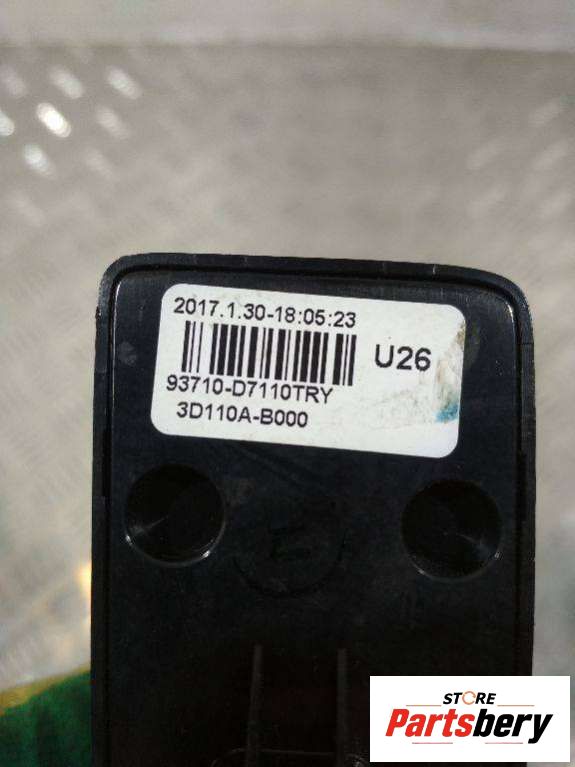 2017.1.30-18:05:23
U26
93710-D7110TRY
3D110A-B000
STORE
Partsbery